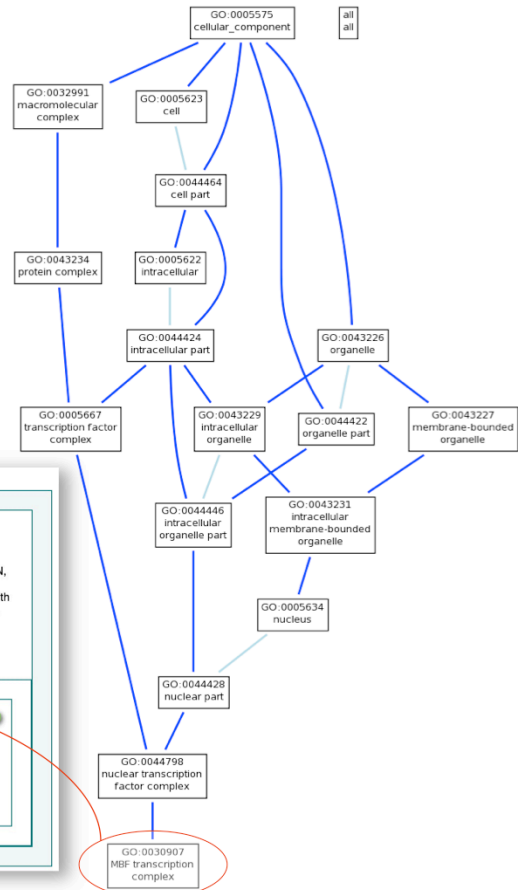 GO:0005575
cellular_component
all
all
GO:0032991
macromolecular
complex
GO:0005623
cell
GO:0044464
cell part
GO:0043234
protein complex
GO:0005622
intracellular
GO:0044424
intracellular part
GO:0043226
organelle
GO:0005667
transcription factor
complex
GO:0043229
intracellular
organelle
GO:0044422
organelle part
GO:0043227
membrane-bounded
organelle
GO:0044446
intracellular
organelle part
GO:0043231
intracellular
membrane-bounded
organelle
GO:0005634
nucleus
GO:0044428
nuclear part
GO:0044798
nuclear transcription
factor complex
GO:0030907
MBF transcription
complex